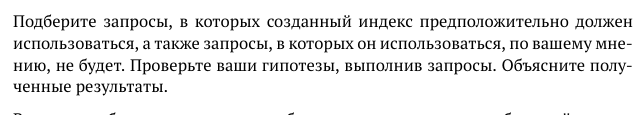 Подберите запросы, в которых созданный индекс предположительно должен
использоваться, а также запросы, в которых он использоваться, по вашему мне-
нию, не будет. Проверьте ваши гипотезы, выполнив запросы. Объясните полу-
ченные результаты.